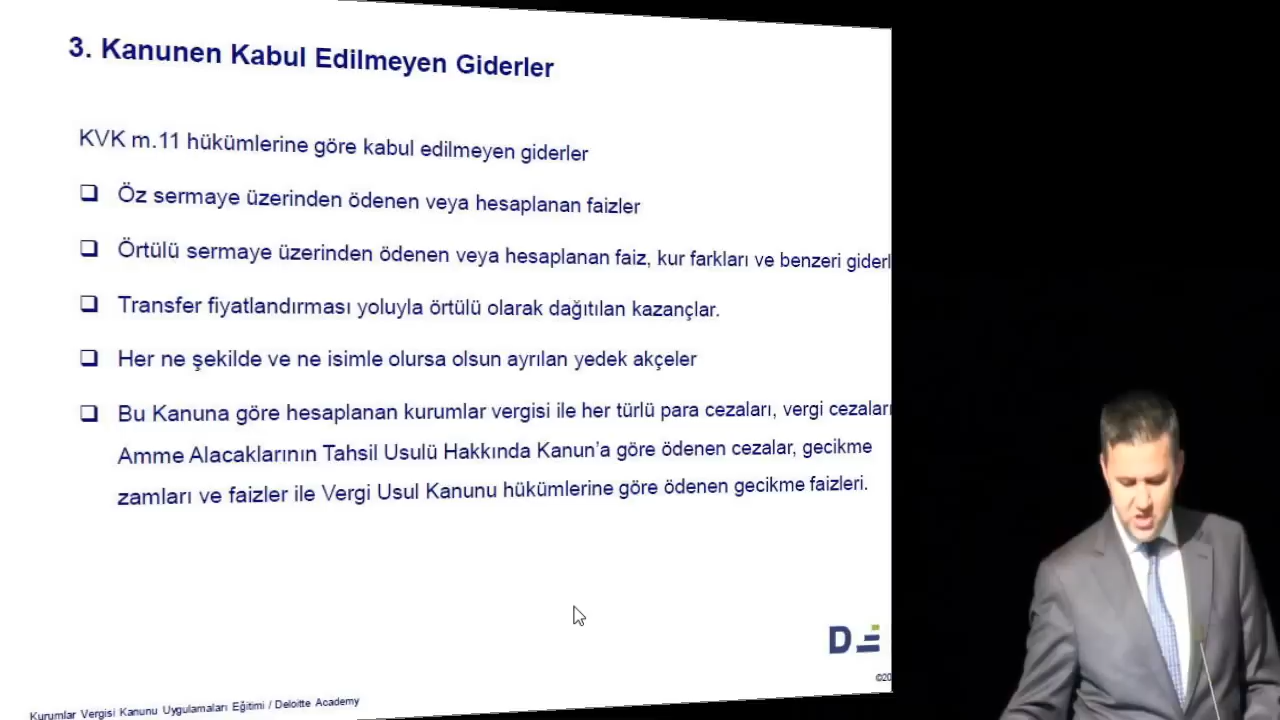 3. Kanunen Kabul Edilmeyen Giderler
KVK m.11 hükümlerine göre kabul edilmeyen giderler
Öz sermaye üzerinden ödenen veya hesaplanan faizler
Örtülü sermaye üzerinden ödenen veya hesaplanan faiz, kur farkları ve benzeri giderl
Transfer fiyatlandırması yoluyla örtülü olarak dağıtılan kazançlar.
Her ne şekilde ve ne isimle olursa olsun ayrılan yedek akçeler
Bu Kanuna göre hesaplanan kurumlar vergisi ile her türlü para cezaları, vergi cezaları
Amme Alacaklarının Tahsil Usulü Hakkında Kanun’a göre ödenen cezalar, gecikme
zamları ve faizler ile Vergi Usul Kanunu hükümlerine göre ödenen gecikme faizleri.
©20
Kurumlar Vergisi Kanunu Uygulamaları Eğitimi / Deloitte Academy